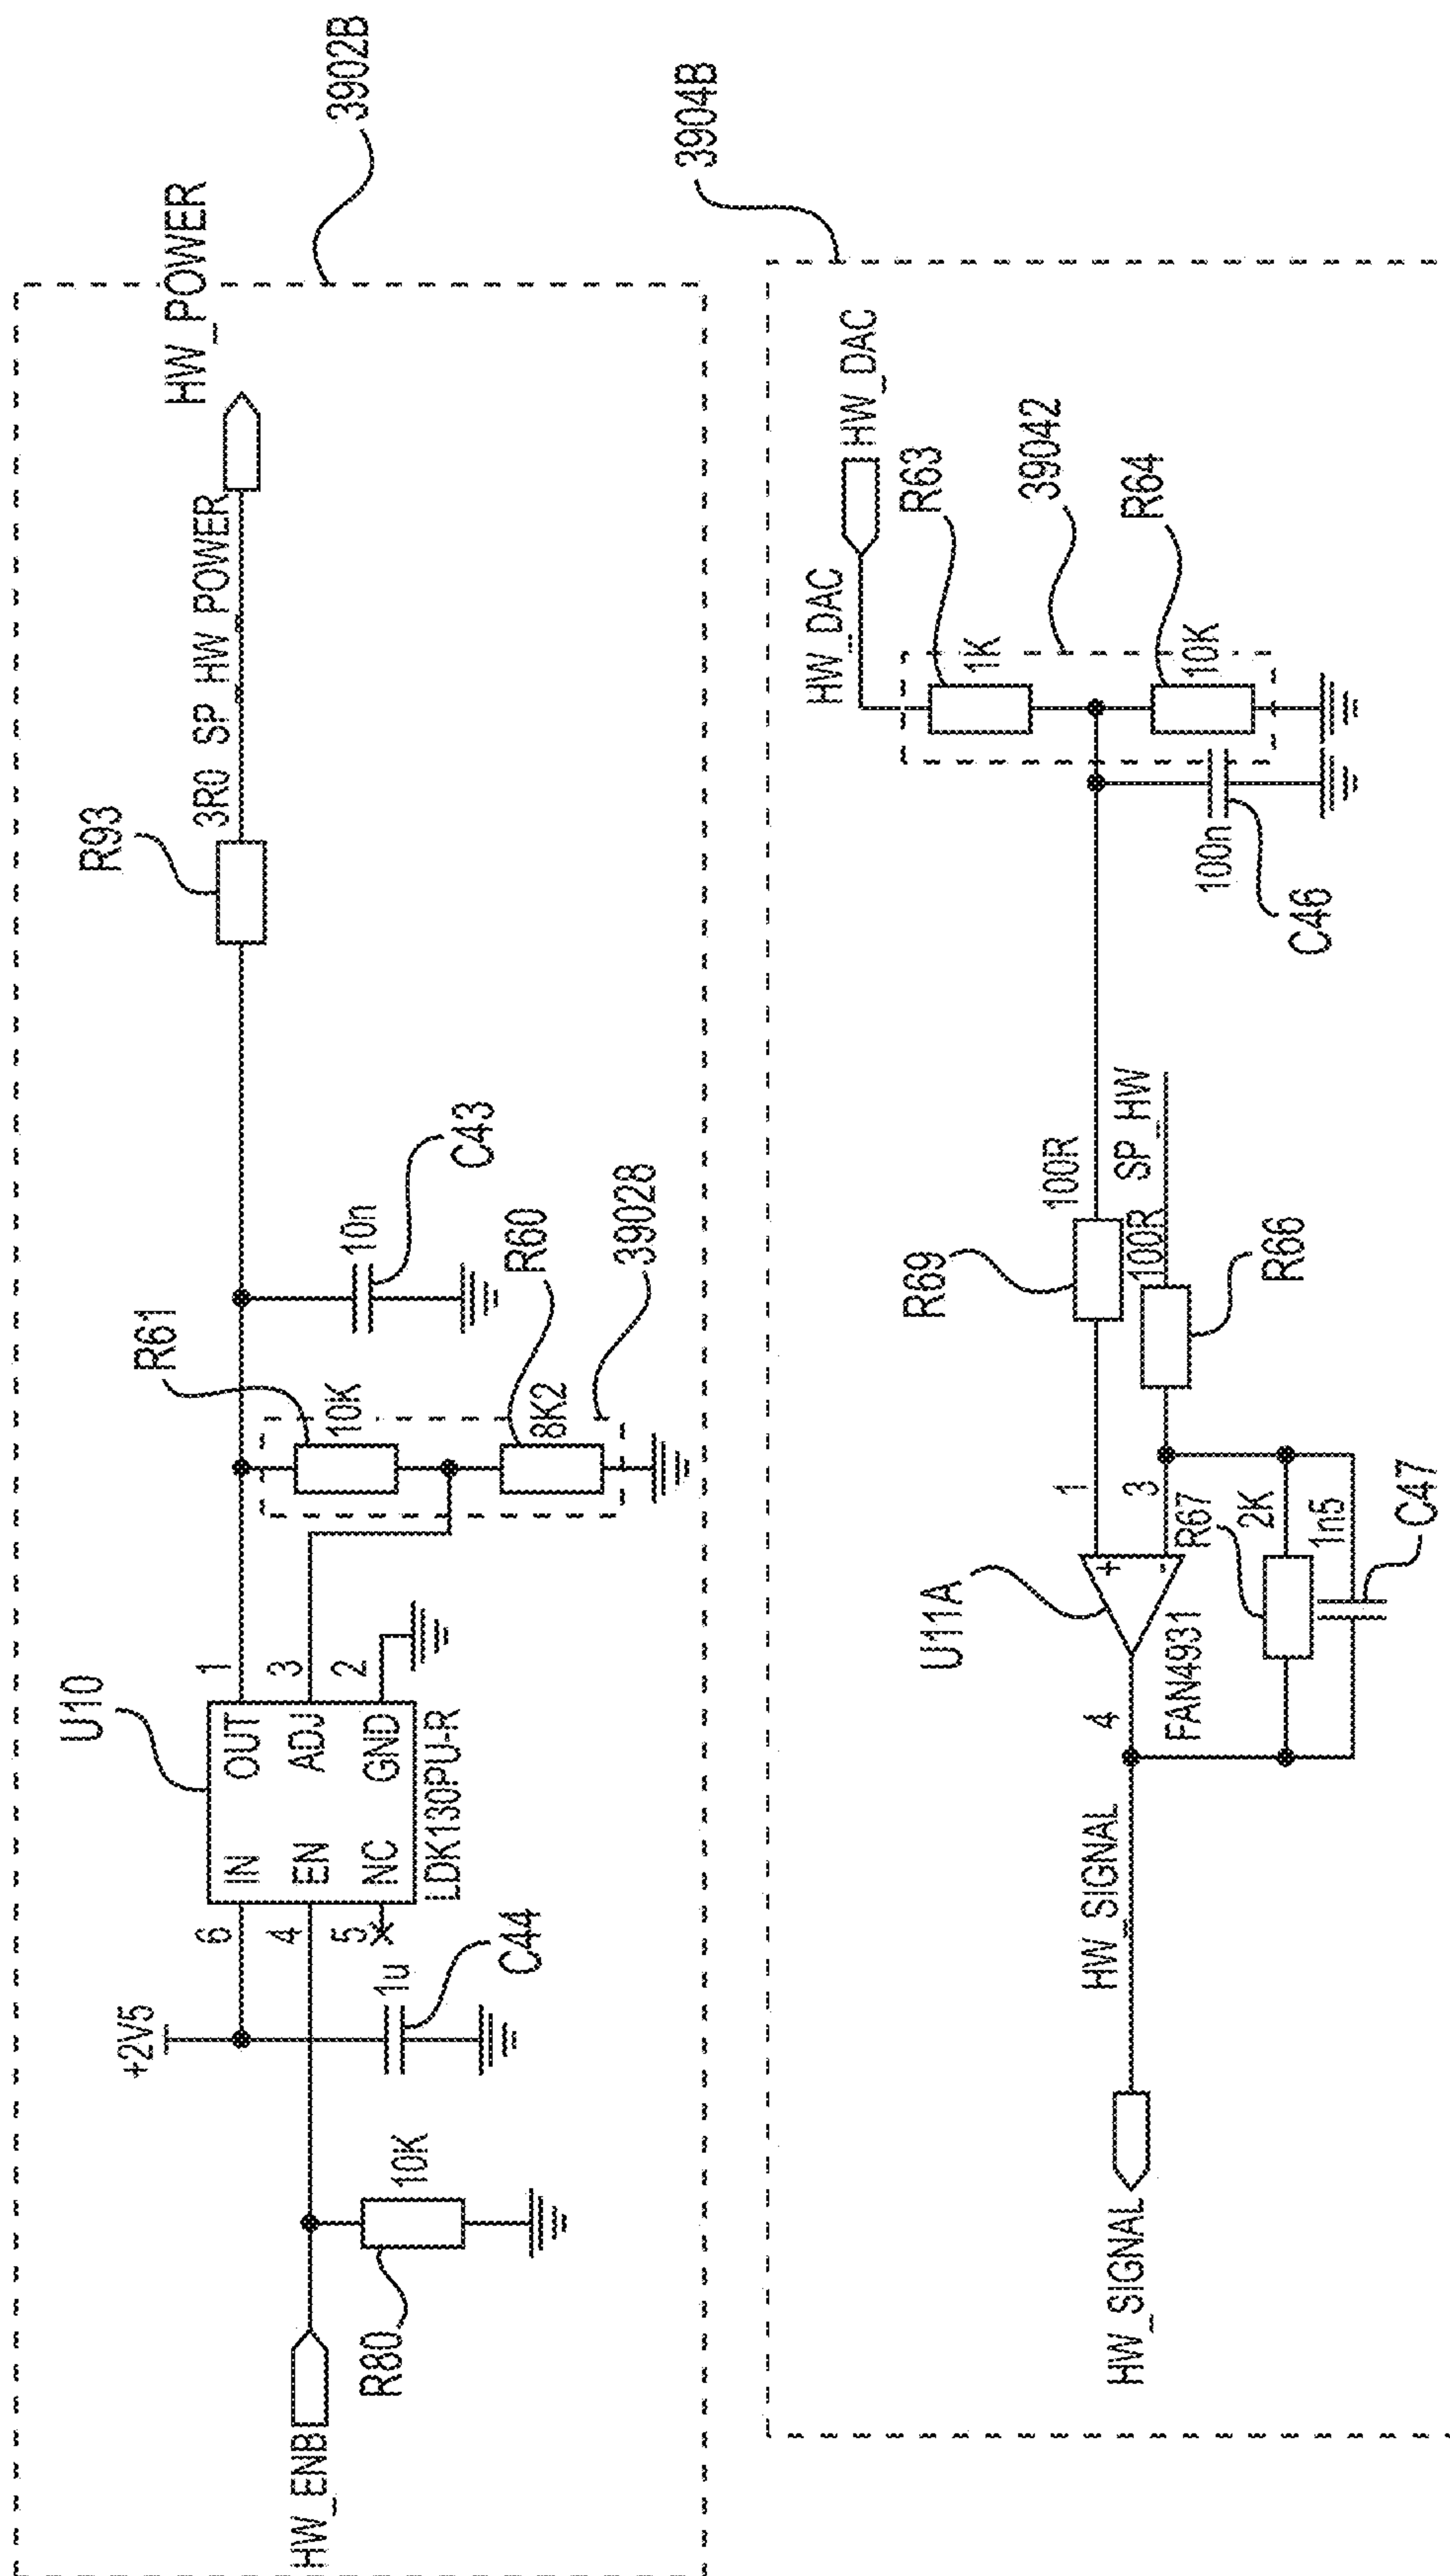 3902B
HW_POWER
R93
3R0 SP_HW_POWER
R61
10K
10n
C43
R60
8K2
39028
U10
1
3
2
OUT
ADJ
GND
IN
EN
NC
LDK130PU-R
6
4
5
+2V5
1u
C44
10K
R80
HW_ENB
3904B
HW_DAC
HW_DAC
R63
1K
39042
R64
10K
100n
C46
R69
100R
100R
SP_HW
R66
1
3
U11A
+
-
FAN4931
4
R67
2K
1n5
C47
HW_SIGNAL
HW_SIGNAL